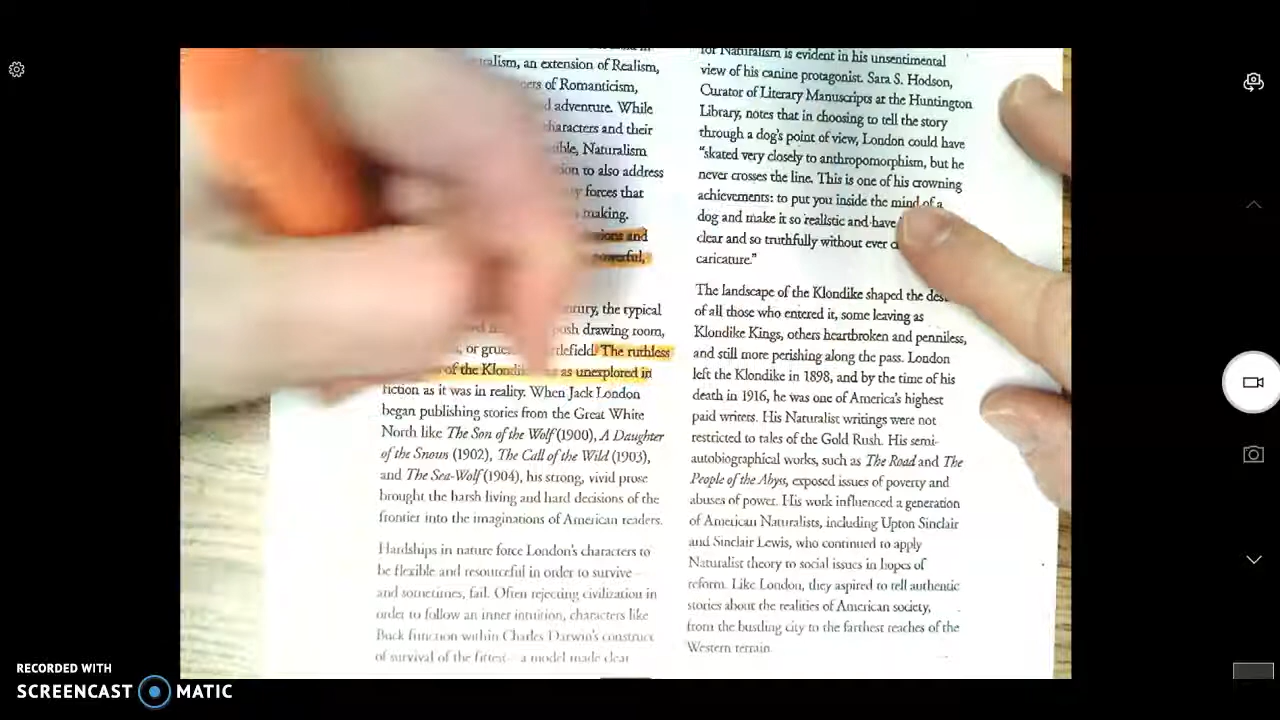 uralism, an extension of Realism,
of Romanticism,
adventure. While
characters and their
Naturalism
to also address
forces that
making.
and
powerful,
the typical
drawing room,
or The ruthless
of the as unexplored in
fiction as it was in reality. When Jack London
began publishing stories from the Great White
North like The Son of the Wolf (1900), A Daughter
of the Snows (1902), The Call of the Wild (1903),
and The Sea-Wolf (1904), his strong, vivid prose
brought the harsh living and hard decisions of the
frontier into the imaginations of American readers.
Hardships in nature force London's characters to
be flexible and resourceful in order to survive –
and sometimes, fail. Often rejecting civilization in
order to follow an inner intuition, characters like
Buck function within Charles Darwin's construct
of survival of the fittest—a model made clear
for Naturalism is evident in his unsentimental
view of his canine protagonist. Sara S. Hodson,
Curator of Literary Manuscripts at the Huntington
Library, notes that in choosing to tell the story
through a dog's point of view, London could have
"skated very closely to anthropomorphism, but he
never crosses the line. This is one of his crowning
achievements: to put you inside the mind of a
dog and make it so realistic and have
clear and so truthfully without ever
caricature."
The landscape of the Klondike shaped the
of all those who entered it, some leaving as
Klondike Kings, others heartbroken and penniless,
and still more perishing along the pass. London
left the Klondike in 1898, and by the time of his
death in 1916, he was one of America's highest
paid writers. His Naturalist writings were not
restricted to tales of the Gold Rush. His semi-
autobiographical works, such as The Road and The
People of the Abyss, exposed issues of poverty and
abuses of power. His work influenced a generation
of American Naturalists, including Upton Sinclair
and Sinclair Lewis, who continued to apply
Naturalist theory to social issues in hopes of
reform. Like London, they aspired to tell authentic
stories about the realities of American society,
from the bustling city to the farthest reaches of the
Western terrain.
RECORDED WITH
SCREENCAST MATIC